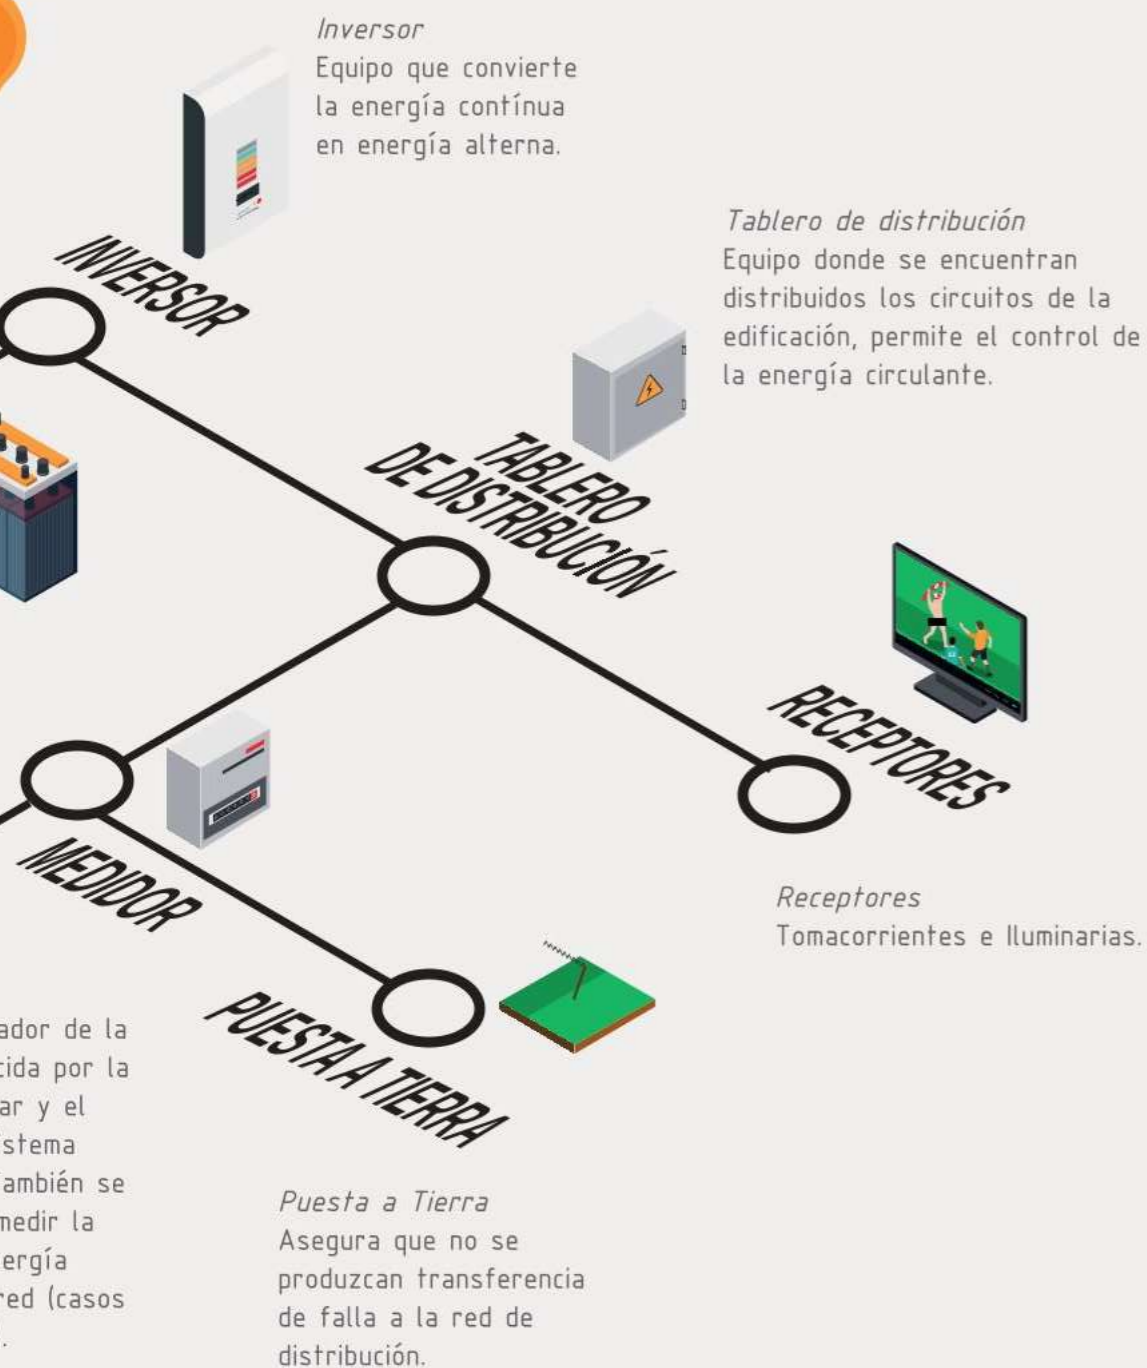 Inversor
Equipo que convierte
la energía contínua
en energía alterna.
INVERSOR
Tablero de distribución
Equipo donde se encuentran
distribuidos los circuitos de la
edificación, permite el control de
la energía circulante.
TABLERO
DE DISTRIBUCIÓN
RECEPTORES
Receptores
Tomacorrientes e Iluminarias.
MEDIDOR
PUESTA A TIERRA
ador de la
cida por la
ar y el
istema
ambién se
medir la
ergía
red (casos
.
Puesta a Tierra
Asegura que no se
produzcan transferencia
de falla a la red de
distribución.